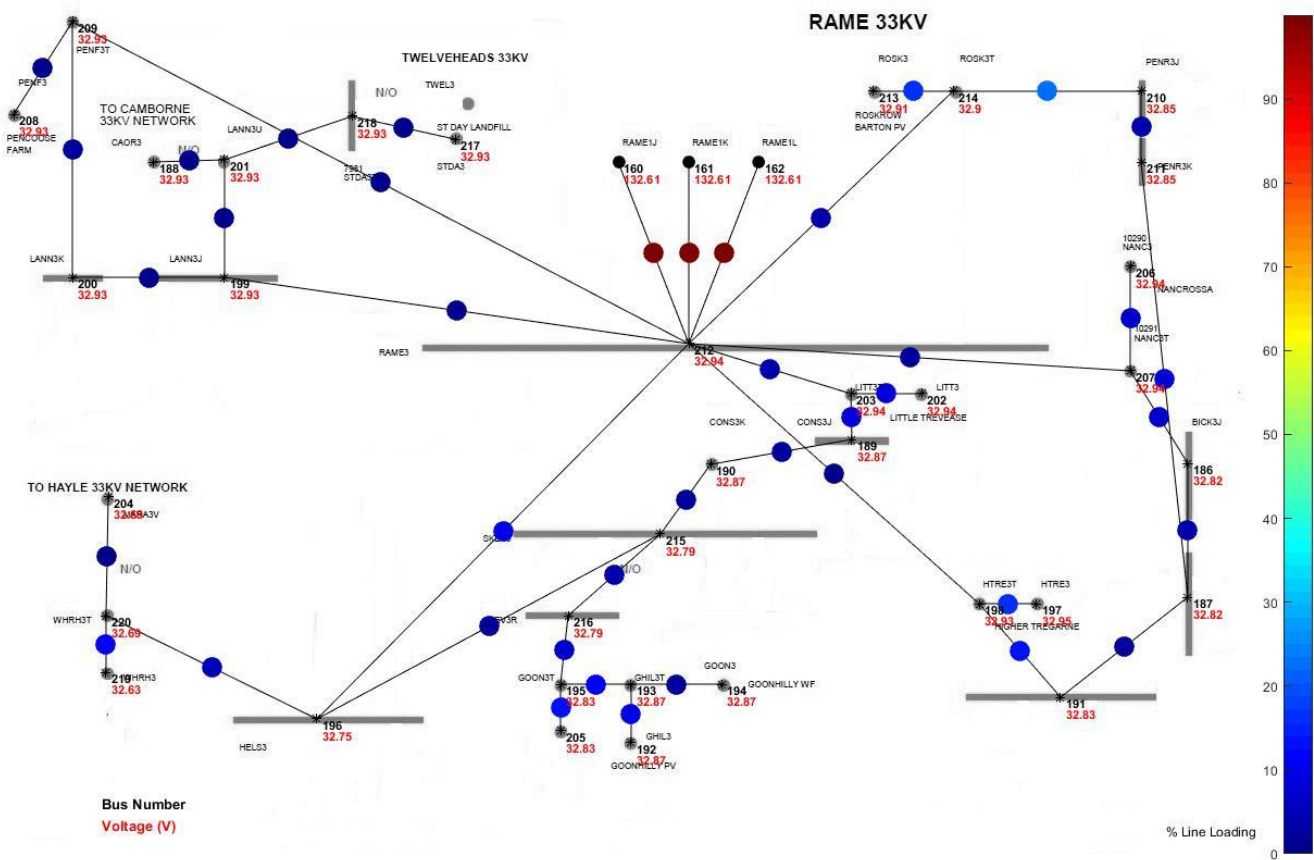 RAME 33KV
209
32.93
PENF3T
PENF3
208
32.93
PENCOUSE
FARM
TO CAMBORNE
33KV NETWORK
CAOR3
N/O
188
32.93
LANN3U
201
32.93
TWELVEHEADS 33KV
N/O
TWEL3
218
32.93
ST DAY LANDFILL
217
32.93
STDA3
7981
LANN3K
200
32.93
LANN3J
199
32.93
RAME1J
160
132.61
RAME1K
161
132.61
RAME1L
162
132.61
ROSK3
213
32.91
ROSKROW
BARTON PV
ROSK3T
214
32.9
PENR3J
210
32.85
PENR3K
211
32.85
10290
NANC3
206
32.94
NANCROSSA
10291
NANC3T
207
32.94
RAME3
212
32.94
203
32.94
LITT3
202
32.94
LITTLE TREVEASE
CONS3K
190
32.87
CONS3J
189
32.87
BICK3J
186
32.82
187
32.82
TO HAYLE 33KV NETWORK
204
N/O
WHRH3T
220
32.69
219
32.63
196
32.75
HELS3
215
32.79
N/O
216
32.79
GOON3T
195
32.83
205
32.83
GHIL3T
193
32.87
GHIL3
192
32.87
GOONHILLY PV
GOON3
194
32.87
GOONHILLY WF
HTRE3T
198
32.93
HTRE3
197
32.95
HIGHER TREGARNE
191
32.83
Bus Number
Voltage (V)
90
80
70
60
50
40
30
20
10
0
% Line Loading